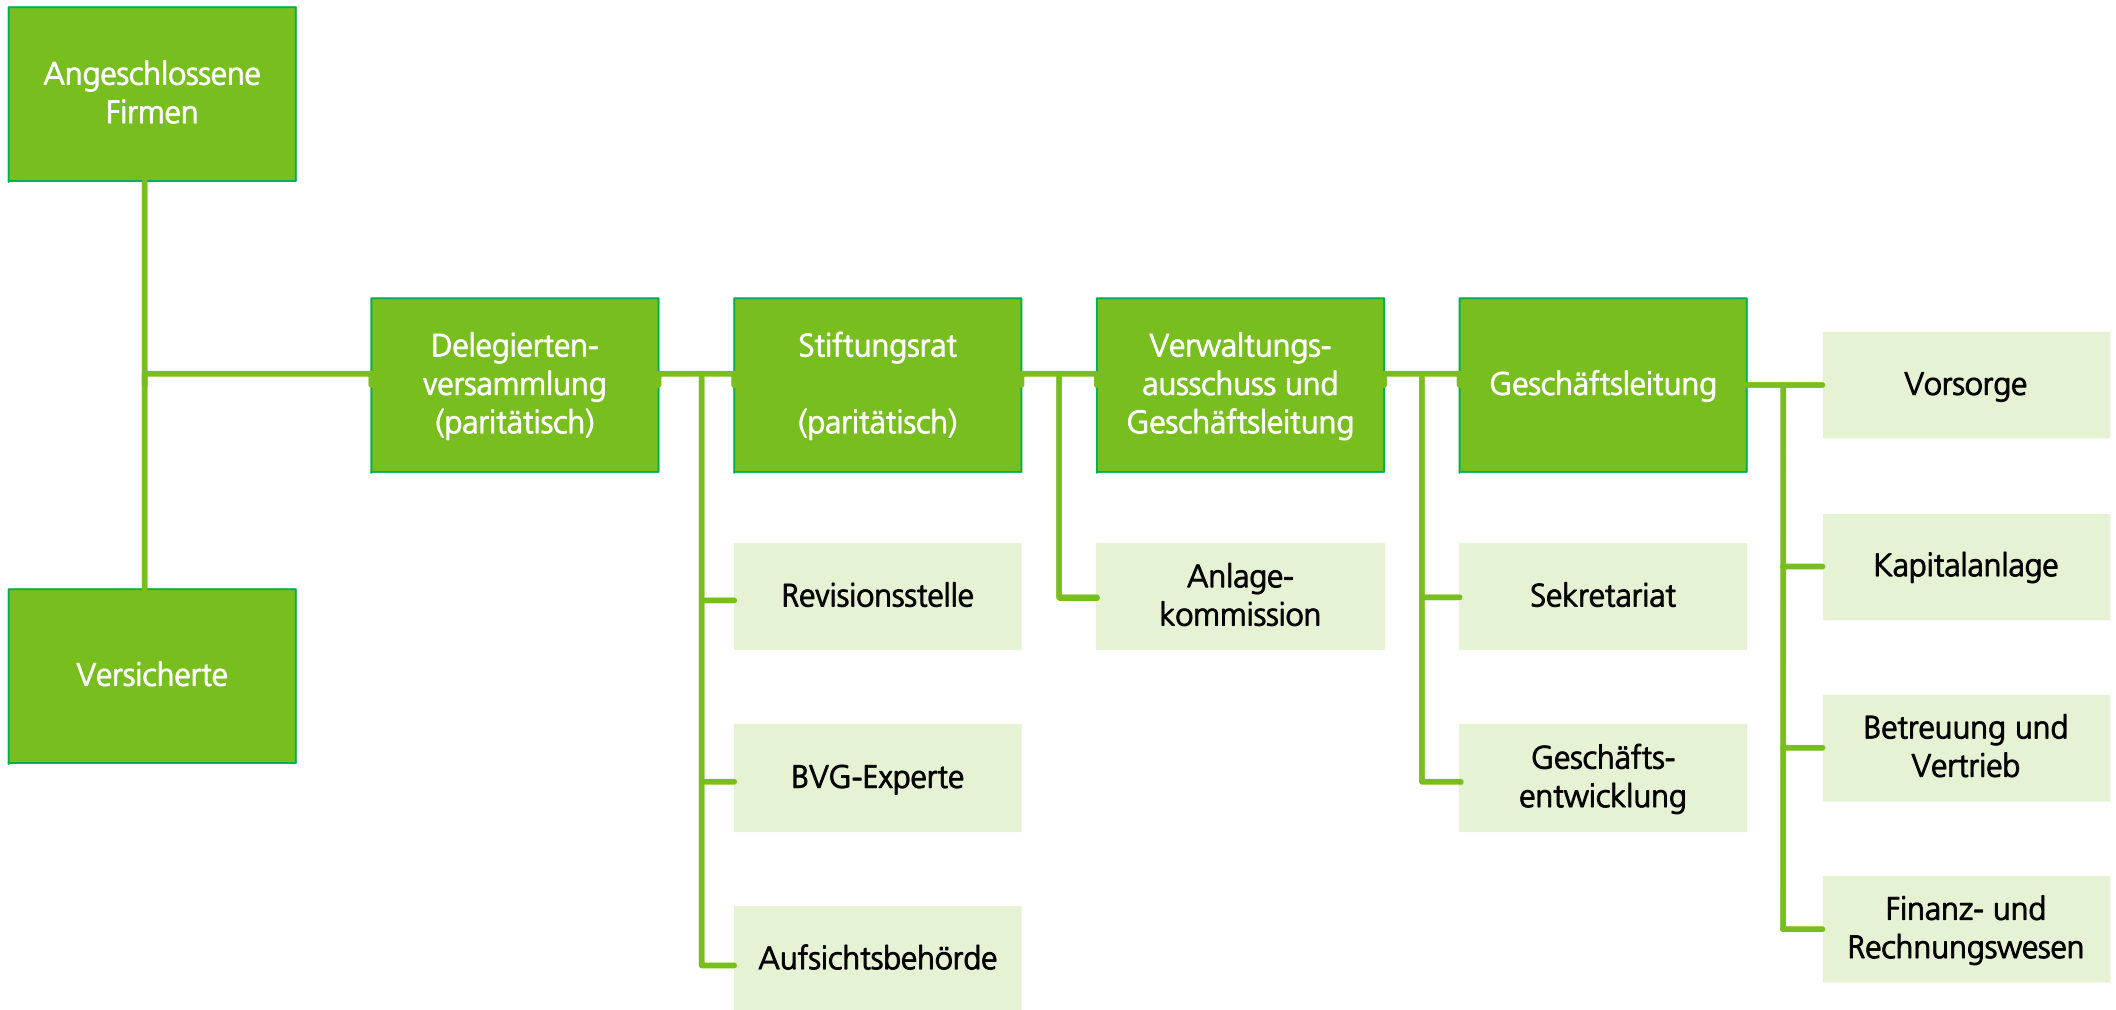 Angeschlossene
Firmen
Versicherte
Delegierten-
versammlung
(paritätisch)
Stiftungsrat
(paritätisch)
Revisionsstelle
BVG-Experte
Aufsichtsbehörde
Verwaltungs-
ausschuss und
Geschäftsleitung
Anlage-
kommission
Geschäftsleitung
Sekretariat
Geschäfts-
entwicklung
Vorsorge
Kapitalanlage
Betreuung und
Vertrieb
Finanz- und
Rechnungswesen